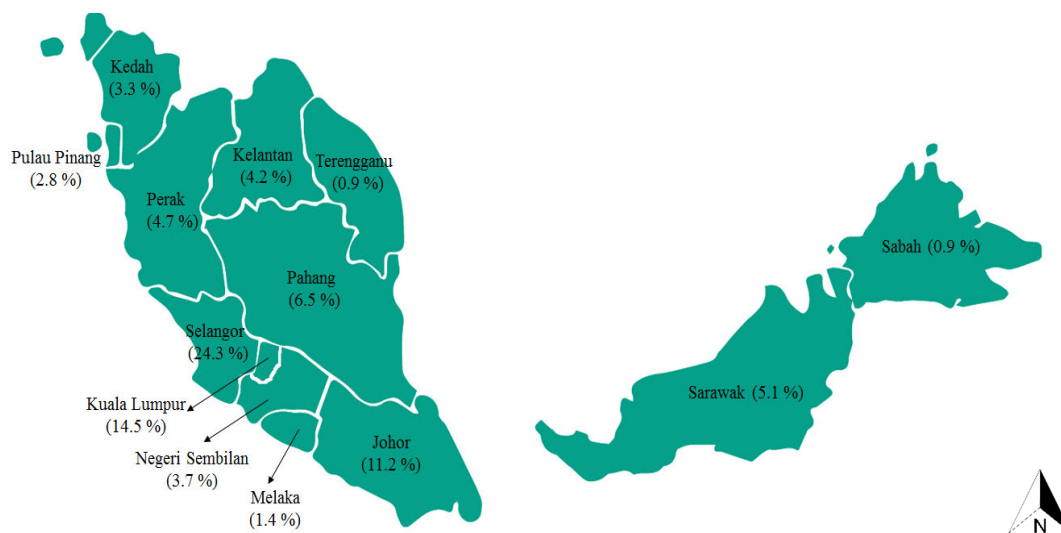 Kedah
(3.3 %)
Pulau Pinang
(2.8 %)
Perak
(4.7 %)
Kelantan
(4.2 %)
Terengganu
(0.9 %)
Pahang
(6.5 %)
Selangor
(24.3 %)
Kuala Lumpur
(14.5 %)
Negeri Sembilan
(3.7 %)
Melaka
(1.4 %)
Johor
(11.2 %)
Sabah (0.9 %)
Sarawak (5.1 %)
N